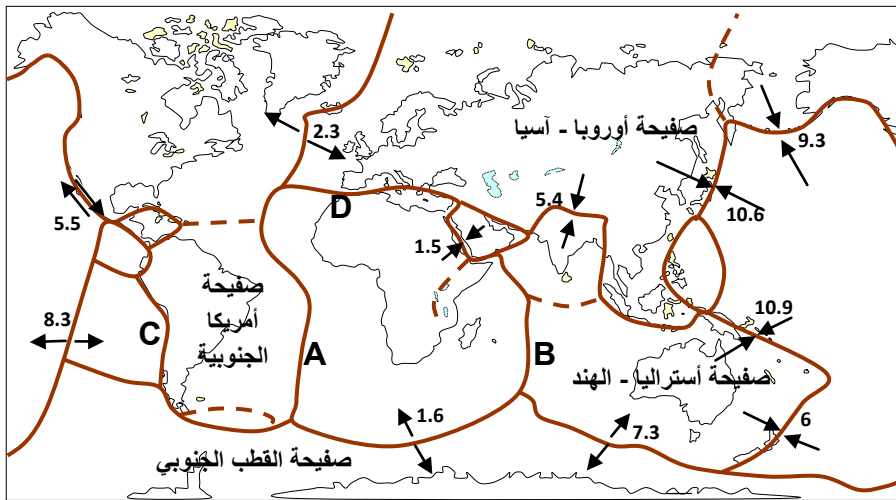 صفيحة أوروبا - آسيا
2.3
9.3
5.4
10.6
D
5.5
1.5
صفيحة
أمريكا
الجنوبية
8.3
C
A
B
10.9
صفيحة أستراليا - الهند
1.6
6
7.3
صفيحة القطب الجنوبي